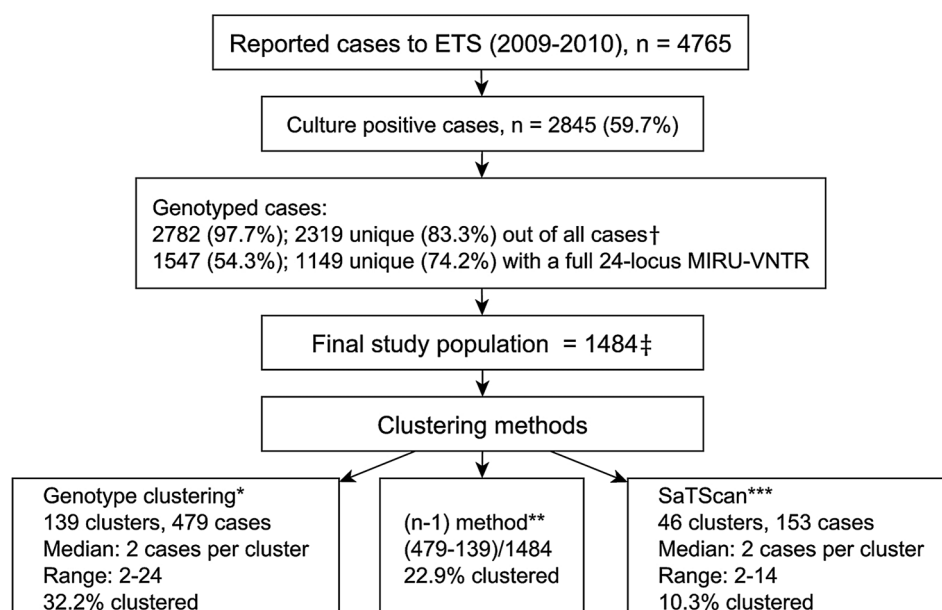 Reported cases to ETS (2009-2010), n = 4765
Culture positive cases, n = 2845 (59.7%)
Genotyped cases:
2782 (97.7%); 2319 unique (83.3%) out of all cases†
1547 (54.3%); 1149 unique (74.2%) with a full 24-locus MIRU-VNTR
Final study population = 1484‡
Clustering methods
Genotype clustering*
139 clusters, 479 cases
Median: 2 cases per cluster
Range: 2-24
32.2% clustered
(n-1) method**
(479-139)/1484
22.9% clustered
SaTScan***
46 clusters, 153 cases
Median: 2 cases per cluster
Range: 2-14
10.3% clustered